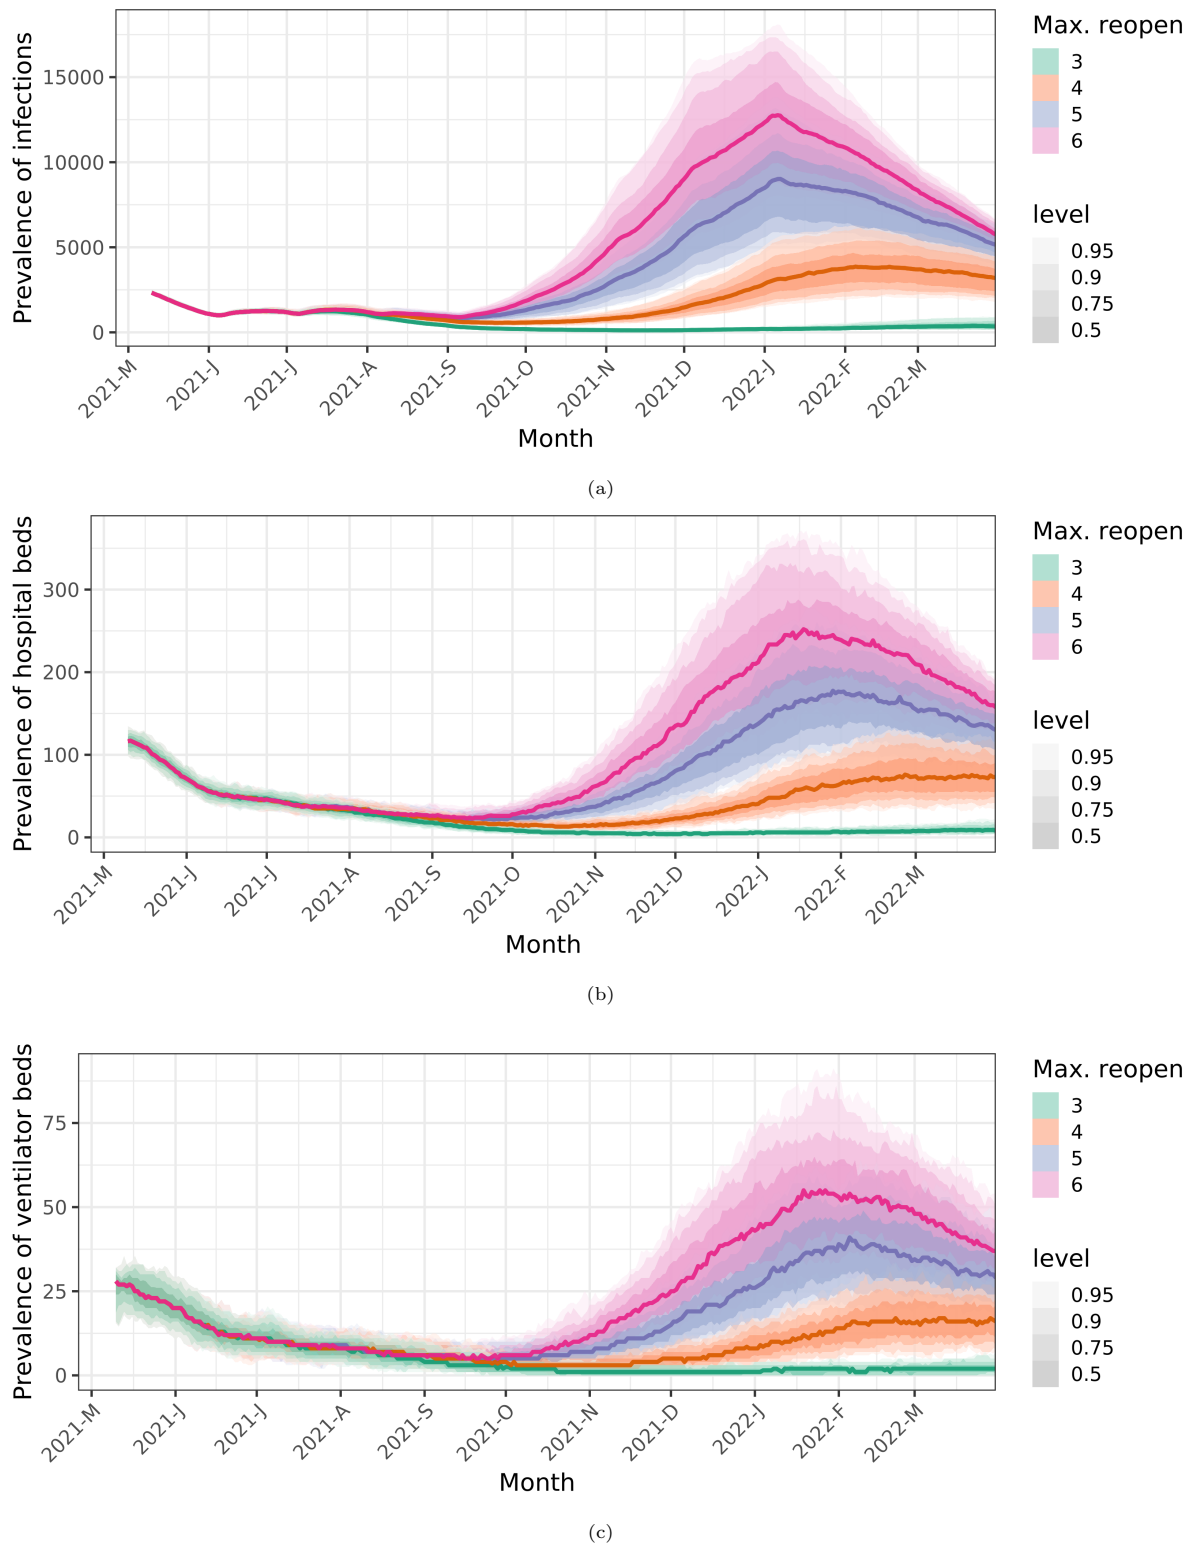 Prevalence of infections
15000
10000
5000
0
2021-M
2021-J
2021-J
2021-A
2021-S
2021-O
2021-N
2021-D
2022-J
2022-F
2022-M
Month
Max. reopen
3
4
5
6
level
0.95
0.9
0.75
0.5
(a)
Prevalence of hospital beds
300
200
100
0
2021-M
2021-J
2021-J
2021-A
2021-S
2021-O
2021-N
2021-D
2022-J
2022-F
2022-M
Month
Max. reopen
3
4
5
6
level
0.95
0.9
0.75
0.5
(b)
Prevalence of ventilator beds
75
50
25
0
2021-M
2021-J
2021-J
2021-A
2021-S
2021-O
2021-N
2021-D
2022-J
2022-F
2022-M
Month
Max. reopen
3
4
5
6
level
0.95
0.9
0.75
0.5
(c)